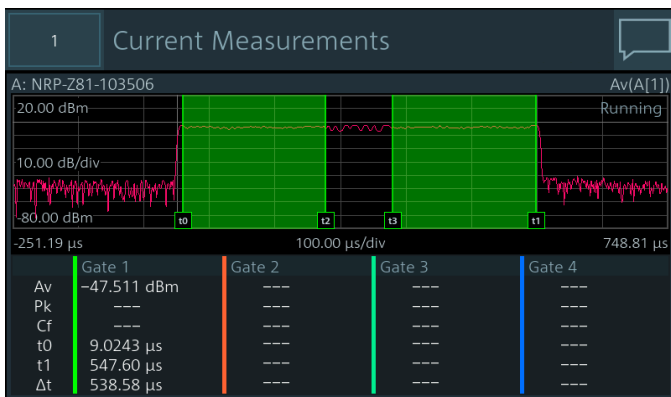 1
Current Measurements
A: NRP-Z81-103506 Av(A[1])
20.00 dBm Running
10.00 dB/div
-80.00 dBm t0 t2 t3 t1
-251.19 µs 100.00 µs/div 748.81 µs
Gate 1 Gate 2 Gate 3 Gate 4
Av −47.511 dBm --- --- ---
Pk --- --- --- ---
Cf --- --- --- ---
t0 9.0243 µs --- --- ---
t1 547.60 µs --- --- ---
Δt 538.58 µs --- --- ---